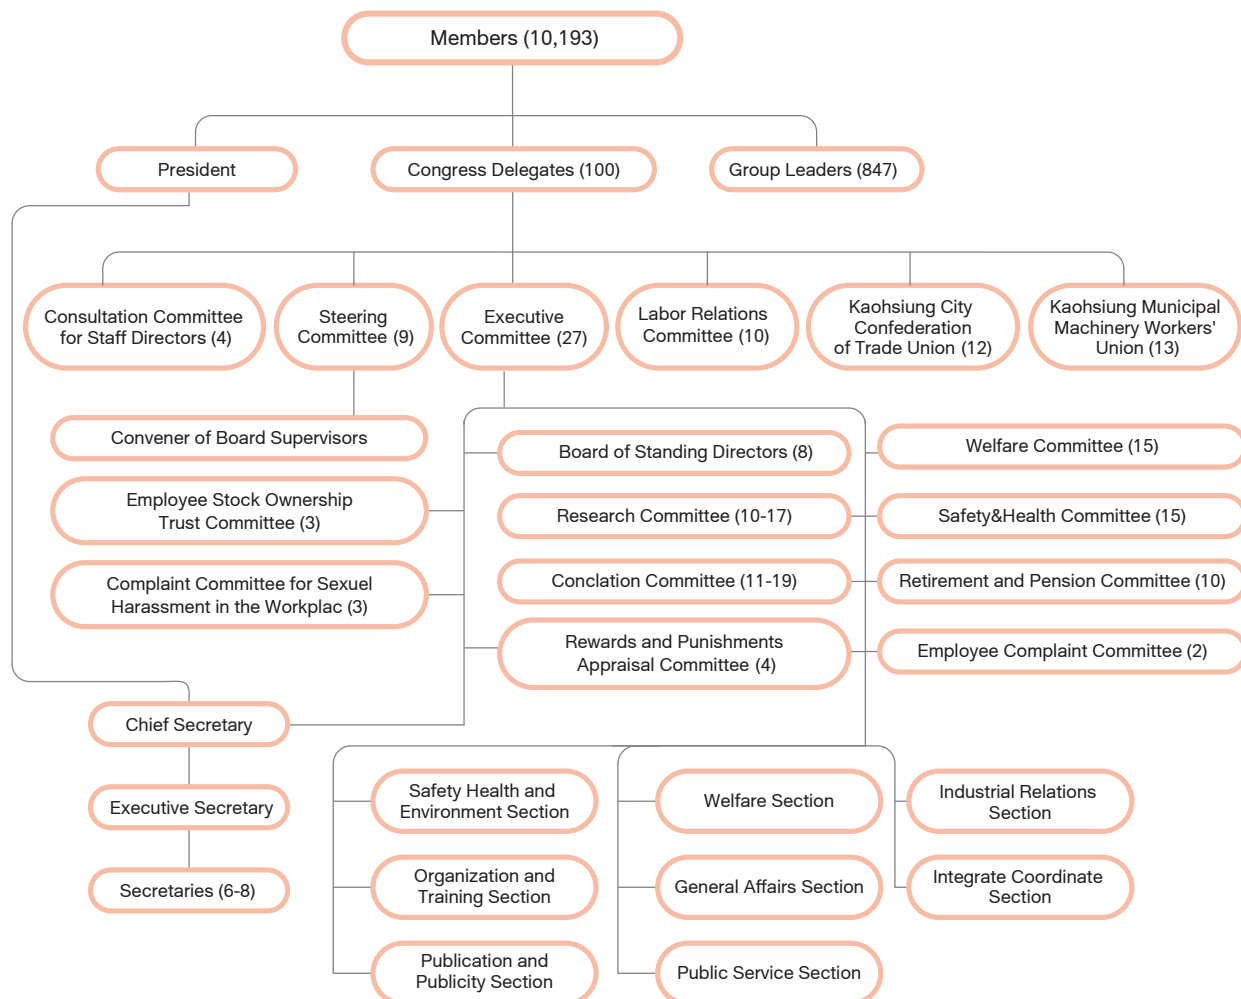 Members (10,193)
President
Congress Delegates (100)
Group Leaders (847)
Consultation Committee
for Staff Directors (4)
Steering
Committee (9)
Executive
Committee (27)
Labor Relations
Committee (10)
Kaohsiung City
Confederation
of Trade Union (12)
Kaohsiung Municipal
Machinery Workers'
Union (13)
Convener of Board Supervisors
Board of Standing Directors (8)
Welfare Committee (15)
Employee Stock Ownership
Trust Committee (3)
Research Committee (10-17)
Safety&Health Committee (15)
Complaint Committee for Sexuel
Harassment in the Workplac (3)
Conclation Committee (11-19)
Retirement and Pension Committee (10)
Rewards and Punishments
Appraisal Committee (4)
Employee Complaint Committee (2)
Chief Secretary
Executive Secretary
Secretaries (6-8)
Safety Health and
Environment Section
Welfare Section
Industrial Relations
Section
Organization and
Training Section
General Affairs Section
Integrate Coordinate
Section
Publication and
Publicity Section
Public Service Section